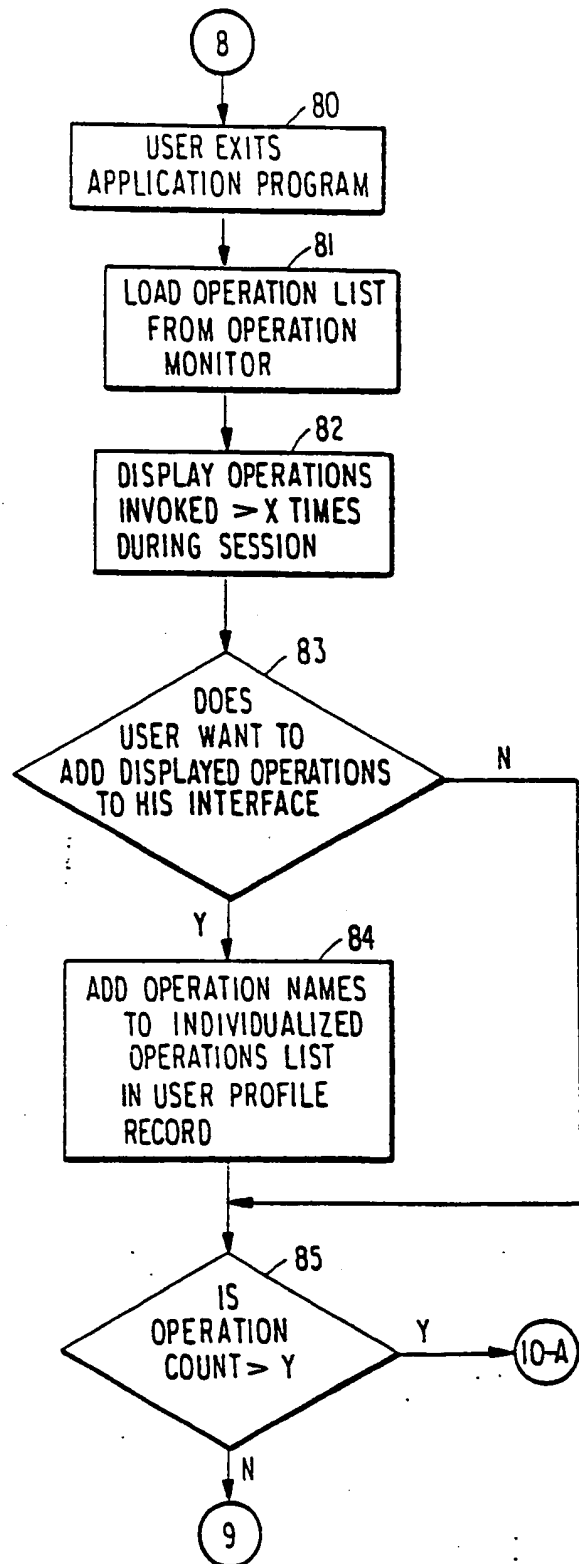 8
80
USER EXITS
APPLICATION PROGRAM
81
LOAD OPERATION LIST
FROM OPERATION
MONITOR
82
DISPLAY OPERATIONS
INVOKED > X TIMES
DURING SESSION
83
DOES
USER WANT TO
ADD DISPLAYED OPERATIONS
TO HIS INTERFACE
N
Y
84
ADD OPERATION NAMES
TO INDIVIDUALIZED
OPERATIONS LIST
IN USER PROFILE
RECORD
85
IS
OPERATION
COUNT > Y
Y
10-A
N
9